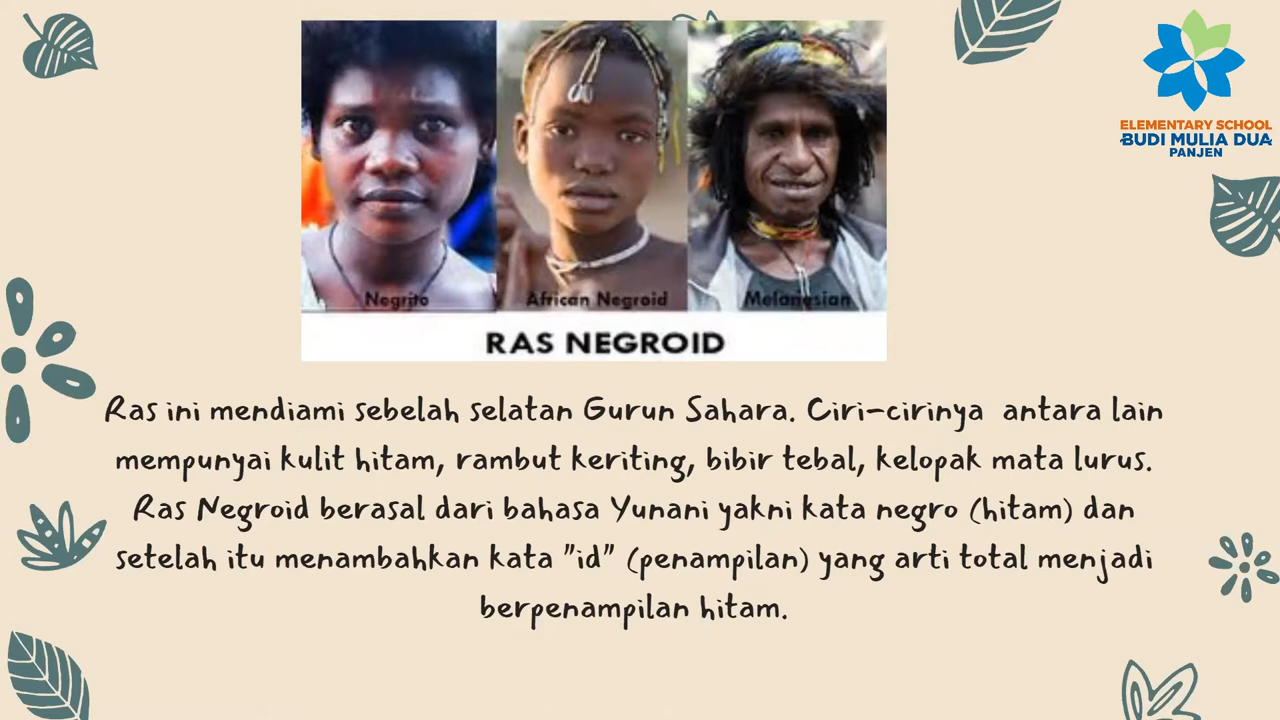 ELEMENTARY SCHOOL
BUDI MULIA DUA
PANJEN
Negrito
African Negroid
Melanesian
RAS NEGROID
Ras ini mendiami sebelah selatan Gurun Sahara. Ciri-cirinya antara lain
mempunyai kulit hitam, rambut keriting, bibir tebal, kelopak mata lurus.
Ras Negroid berasal dari bahasa Yunani yakni kata negro (hitam) dan
setelah itu menambahkan kata "id" (penampilan) yang arti total menjadi
berpenampilan hitam.